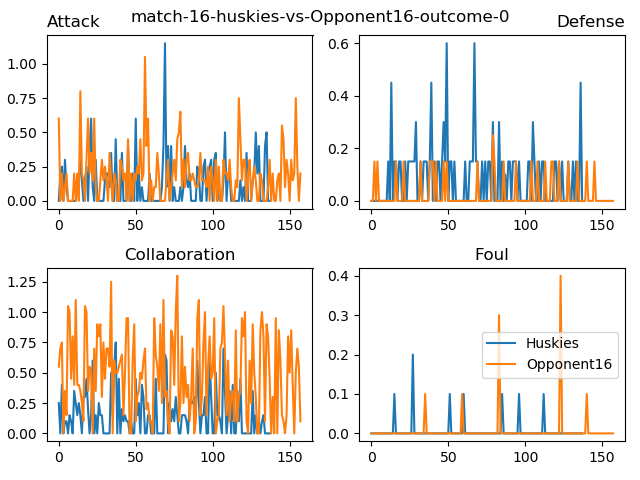 match-16-huskies-vs-Opponent16-outcome-0
Attack
Defense
1.00
0.75
0.50
0.25
0.00
0 50 100 150
0.6
0.4
0.2
0.0
0 50 100 150
Collaboration
Foul
1.25
1.00
0.75
0.50
0.25
0.00
0 50 100 150
0.4
0.3
0.2
0.1
0.0
0 50 100 150
Huskies
Opponent16